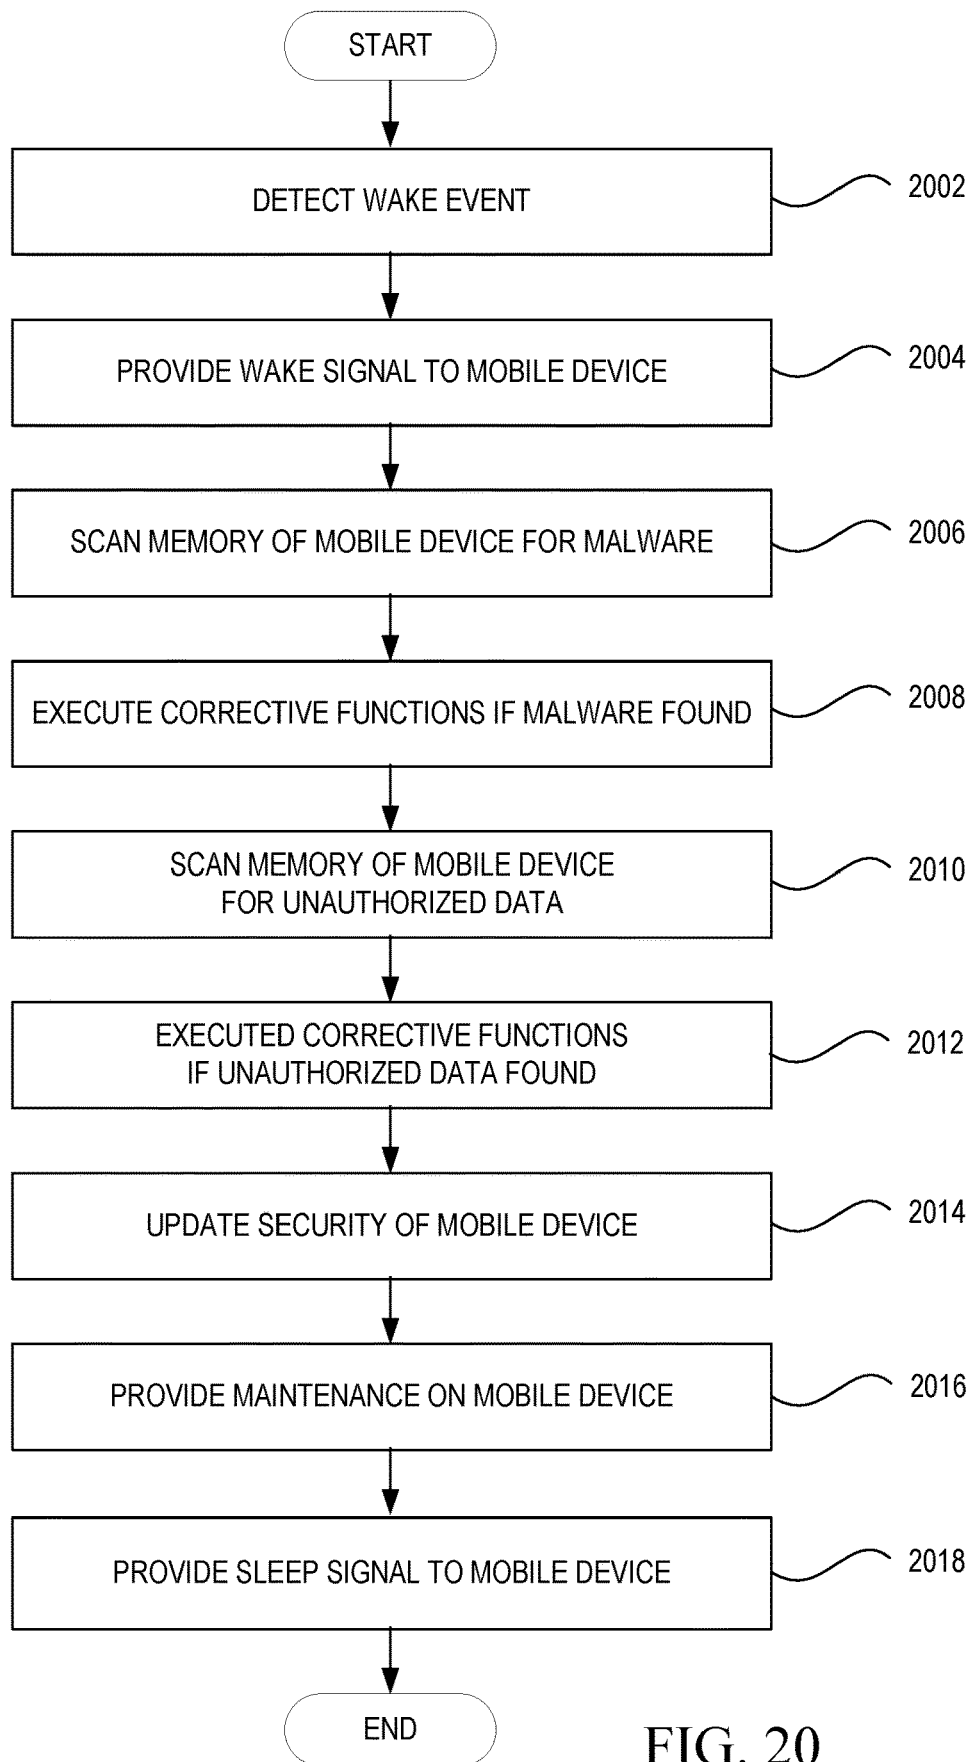 START
DETECT WAKE EVENT
2002
PROVIDE WAKE SIGNAL TO MOBILE DEVICE
2004
SCAN MEMORY OF MOBILE DEVICE FOR MALWARE
2006
EXECUTE CORRECTIVE FUNCTIONS IF MALWARE FOUND
2008
SCAN MEMORY OF MOBILE DEVICE
FOR UNAUTHORIZED DATA
2010
EXECUTED CORRECTIVE FUNCTIONS
IF UNAUTHORIZED DATA FOUND
2012
UPDATE SECURITY OF MOBILE DEVICE
2014
PROVIDE MAINTENANCE ON MOBILE DEVICE
2016
PROVIDE SLEEP SIGNAL TO MOBILE DEVICE
2018
END
FIG. 20